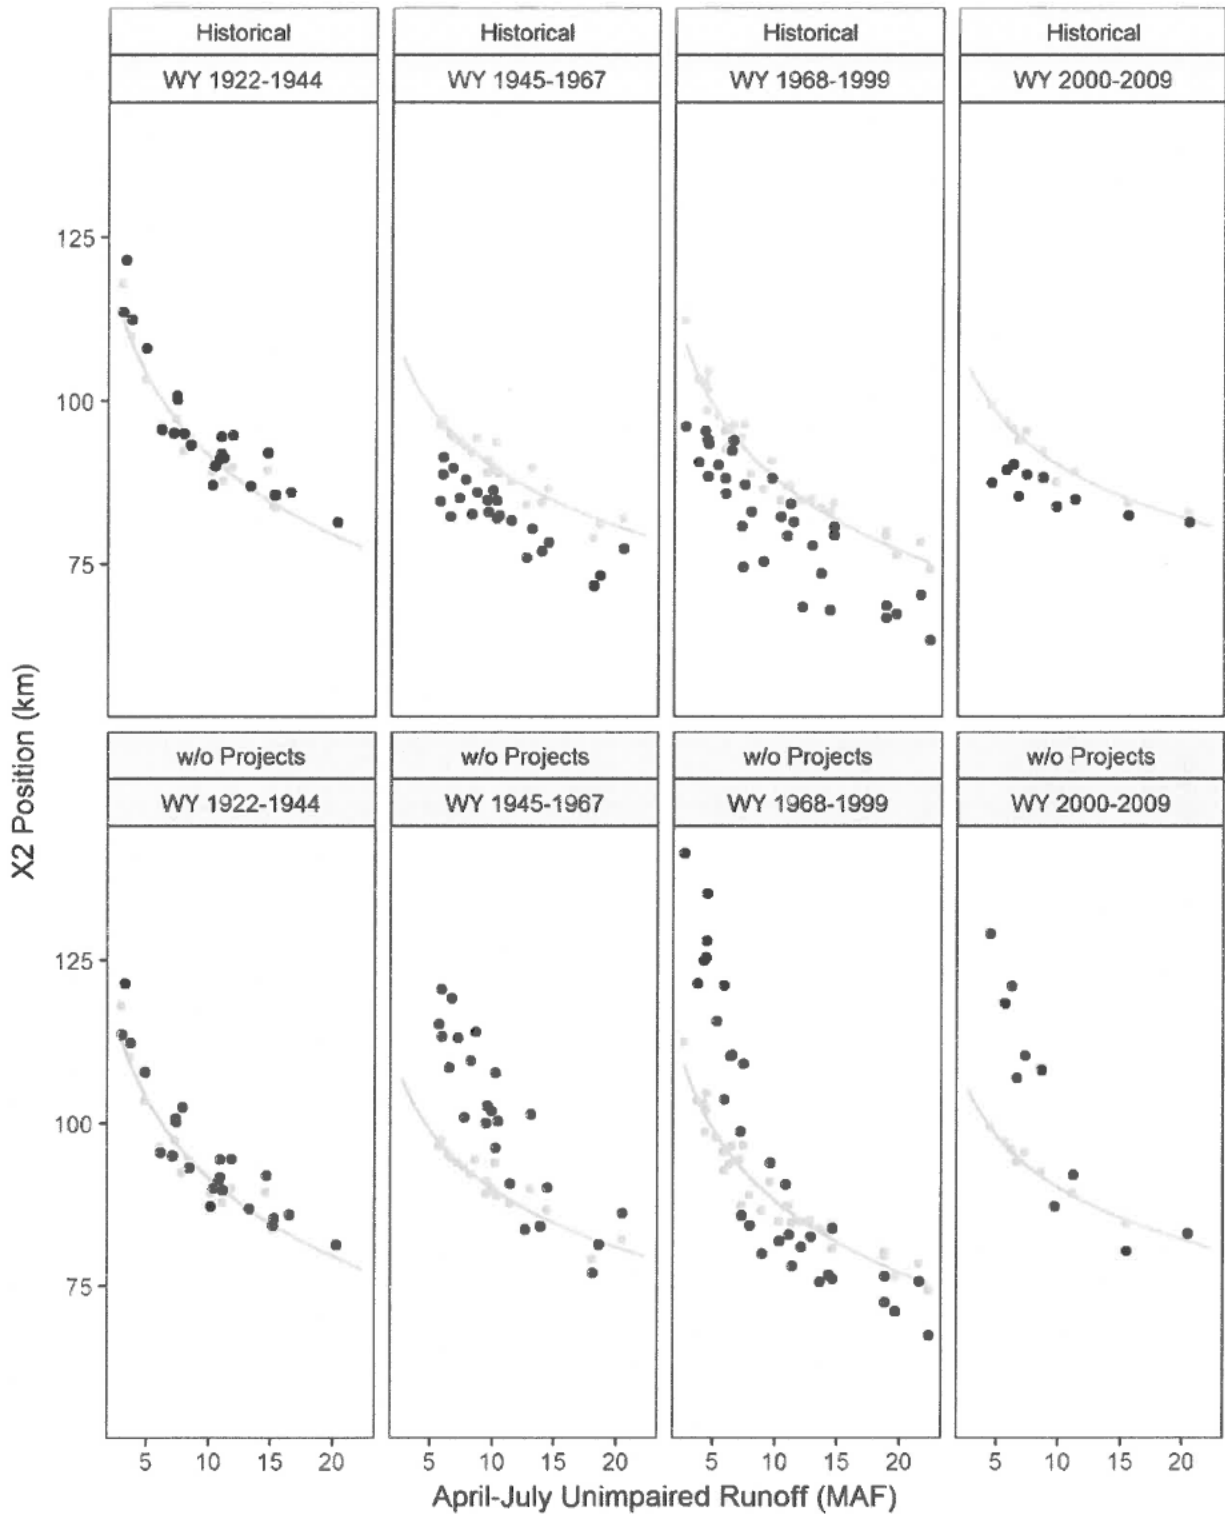 Historical Historical Historical Historical
WY 1922-1944 WY 1945-1967 WY 1968-1999 WY 2000-2009
125
100
75
X2 Position (km)
w/o Projects w/o Projects w/o Projects w/o Projects
WY 1922-1944 WY 1945-1967 WY 1968-1999 WY 2000-2009
125
100
75
5 10 15 20 5 10 15 20 5 10 15 20 5 10 15 20
April-July Unimpaired Runoff (MAF)